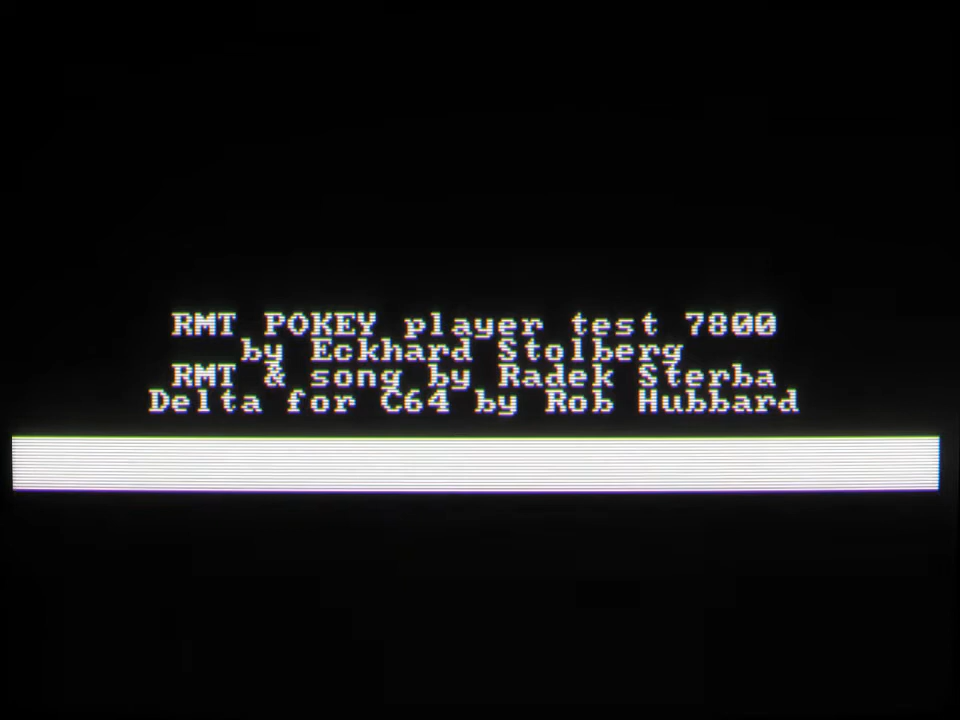 RMT POKEY player test 7800
by Eckhard Stolberg
RMT & song by Radek Sterba
Delta for C64 by Rob Hubbard